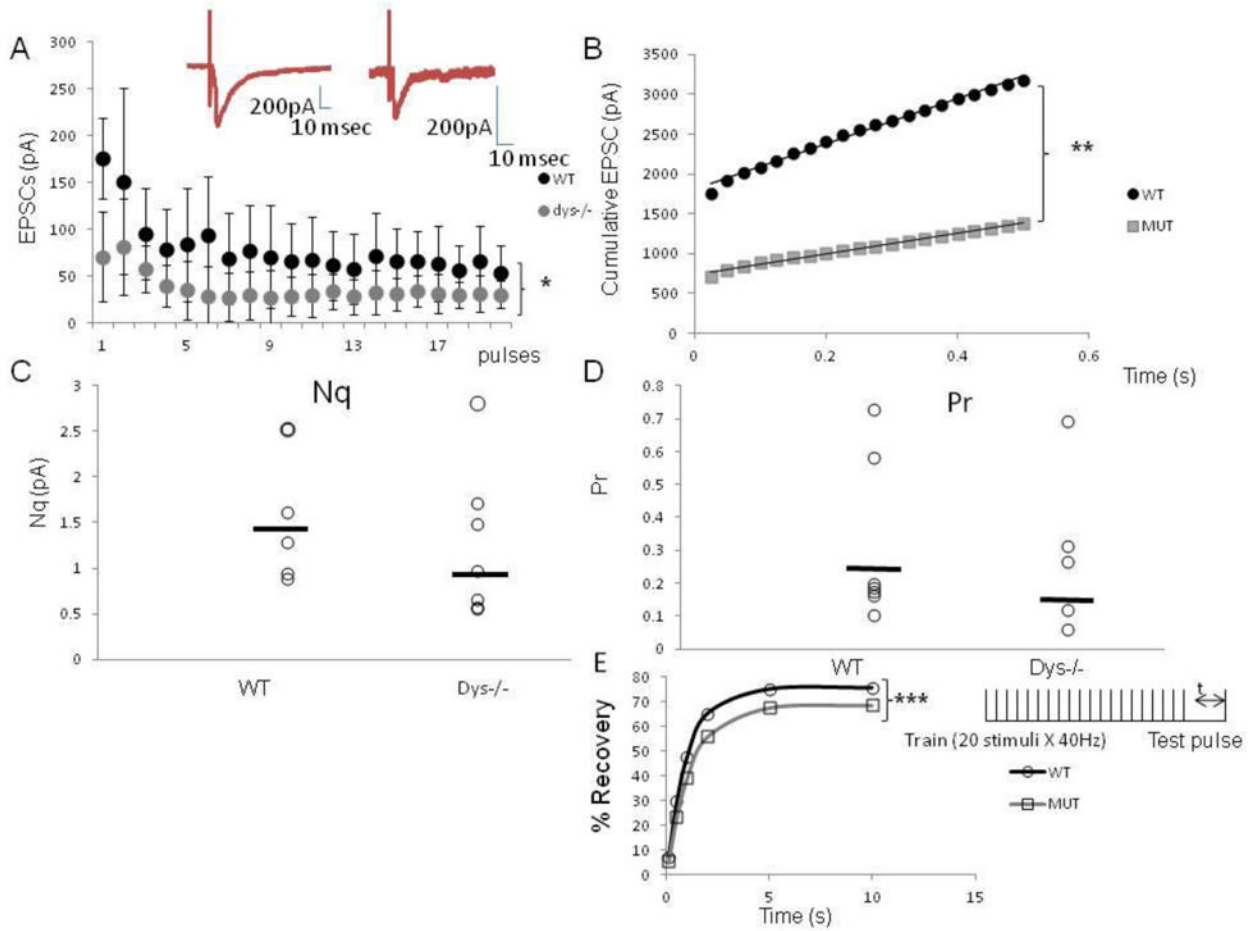 A
300
250
200
150
100
50
0
EPSCs (pA)
200pA
10 msec
200pA
10 msec
WT
dys-/-
*
1
5
9
13
17
pulses
B
3500
3000
2500
2000
1500
1000
500
0
Cumulative EPSC (pA)
**
WT
MUT
0.2
0.4
0.6
Time (s)
C
Nq
3
2.5
2
1.5
1
0.5
0
Nq (pA)
WT
Dys-/-
D
Pr
0.8
0.7
0.6
0.5
0.4
0.3
0.2
0.1
0
Pr
WT
Dys-/-
E
80
70
60
50
40
30
20
10
0
% Recovery
***
0
5
10
15
Time (s)
t
Train (20 stimuli X 40Hz)
Test pulse
WT
MUT